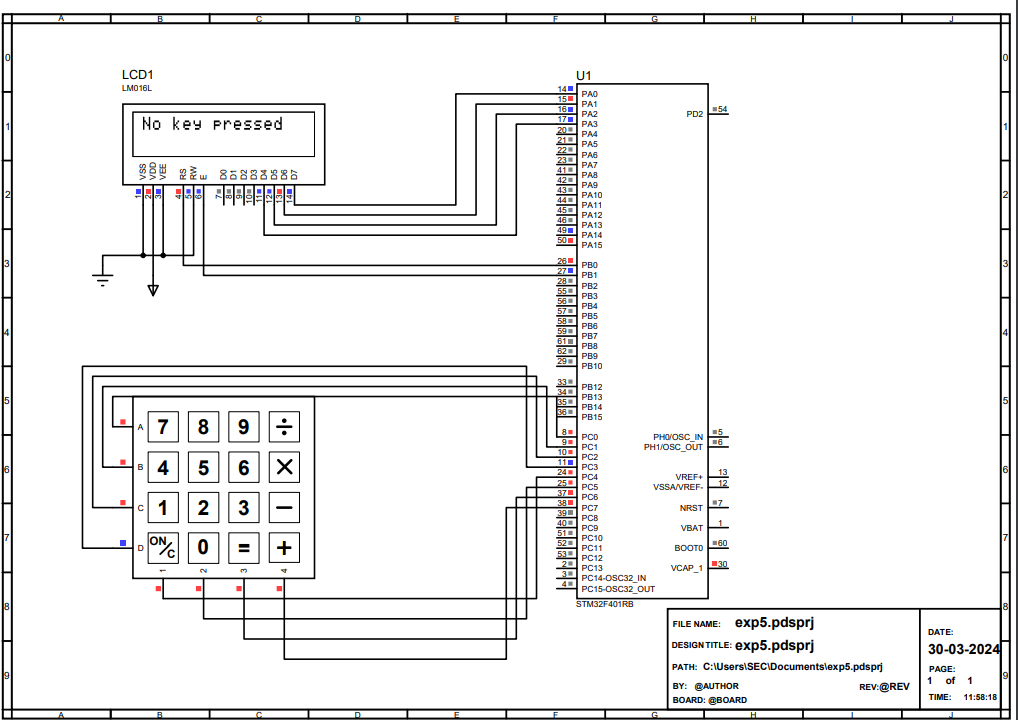 A B C D E F G H I J
LCD1
LM016L
No key pressed
VSS VDD VEE RS RW E D0 D1 D2 D3 D4 D5 D6 D7
1 2 3 4 5 6 7 8 9 10 11 12 13 14
U1
14 PA0
15 PA1
16 PA2
17 PA3
20 PA4
21 PA5
22 PA6
23 PA7
41 PA8
42 PA9
43 PA10
44 PA11
45 PA12
46 PA13
49 PA14
50 PA15
26 PB0
27 PB1
28 PB2
55 PB3
56 PB4
57 PB5
58 PB6
59 PB7
61 PB8
62 PB9
29 PB10
33 PB12
34 PB13
35 PB14
36 PB15
8 PC0
9 PC1
10 PC2
11 PC3
24 PC4
25 PC5
37 PC6
38 PC7
39 PC8
40 PC9
51 PC10
52 PC11
53 PC12
2 PC13
3 PC14-OSC32_IN
4 PC15-OSC32_OUT
PD2 54
PH0/OSC_IN 5
PH1/OSC_OUT 6
VREF+ 13
VSSA/VREF- 12
NRST 7
VBAT 1
BOOT0 60
VCAP_1 30
STM32F401RB
A 7 8 9 ÷
B 4 5 6 ×
C 1 2 3 −
D ON/C 0 = +
1 2 3 4
0 0
1 1
2 2
3 3
4 4
5 5
6 6
7 7
8 8
9 9
FILE NAME: exp5.pdsprj
DESIGN TITLE: exp5.pdsprj
PATH: C:\Users\SEC\Documents\exp5.pdsprj
BY: @AUTHOR REV:@REV
BOARD: @BOARD
DATE:
30-03-2024
PAGE:
1 of 1
TIME: 11:58:18
A B C D E F G H I J